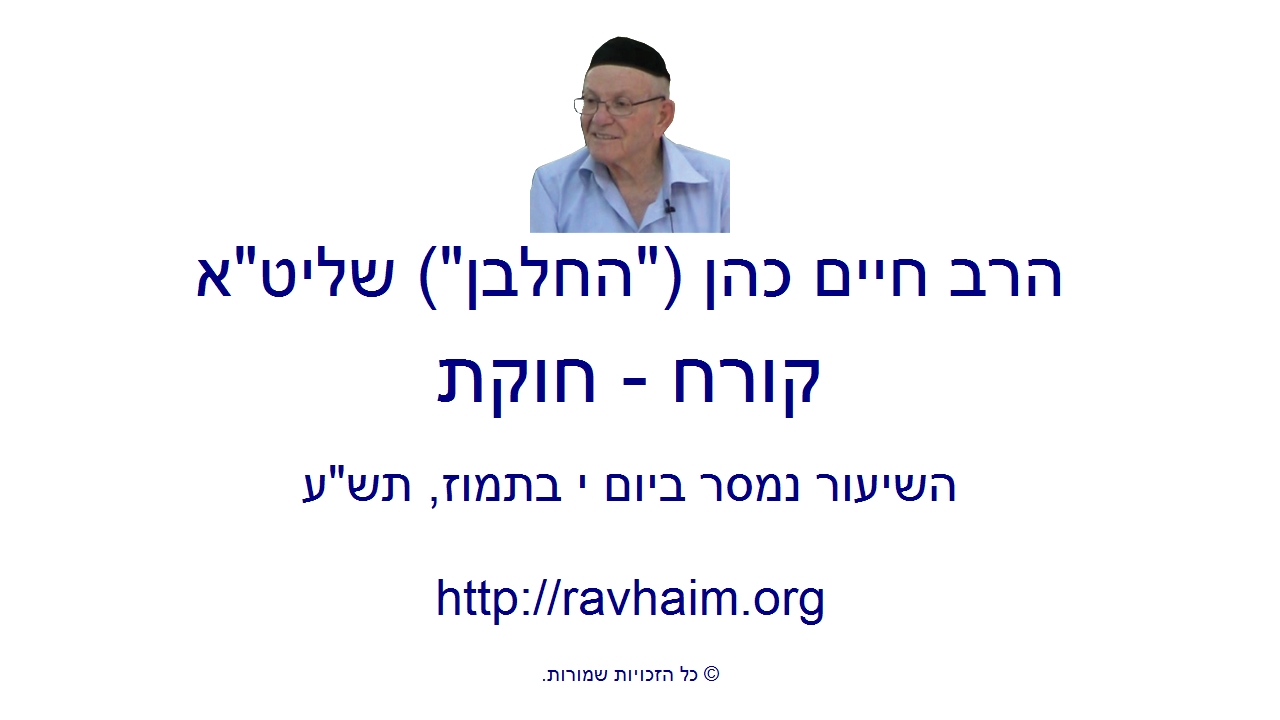 הרב חיים כהן ("החלבן") שליט"א
קורח - חוקת
השיעור נמסר ביום י בתמוז, תש"ע
http://ravhaim.org
© כל הזכויות שמורות.